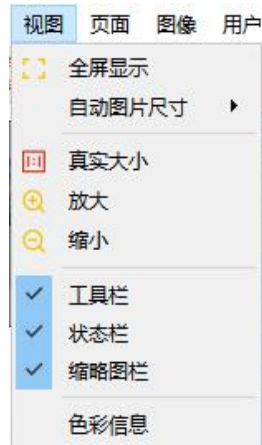 视图 页面 图像 用户
全屏显示
自动图片尺寸
1:1 真实大小
放大
缩小
工具栏
状态栏
缩略图栏
色彩信息